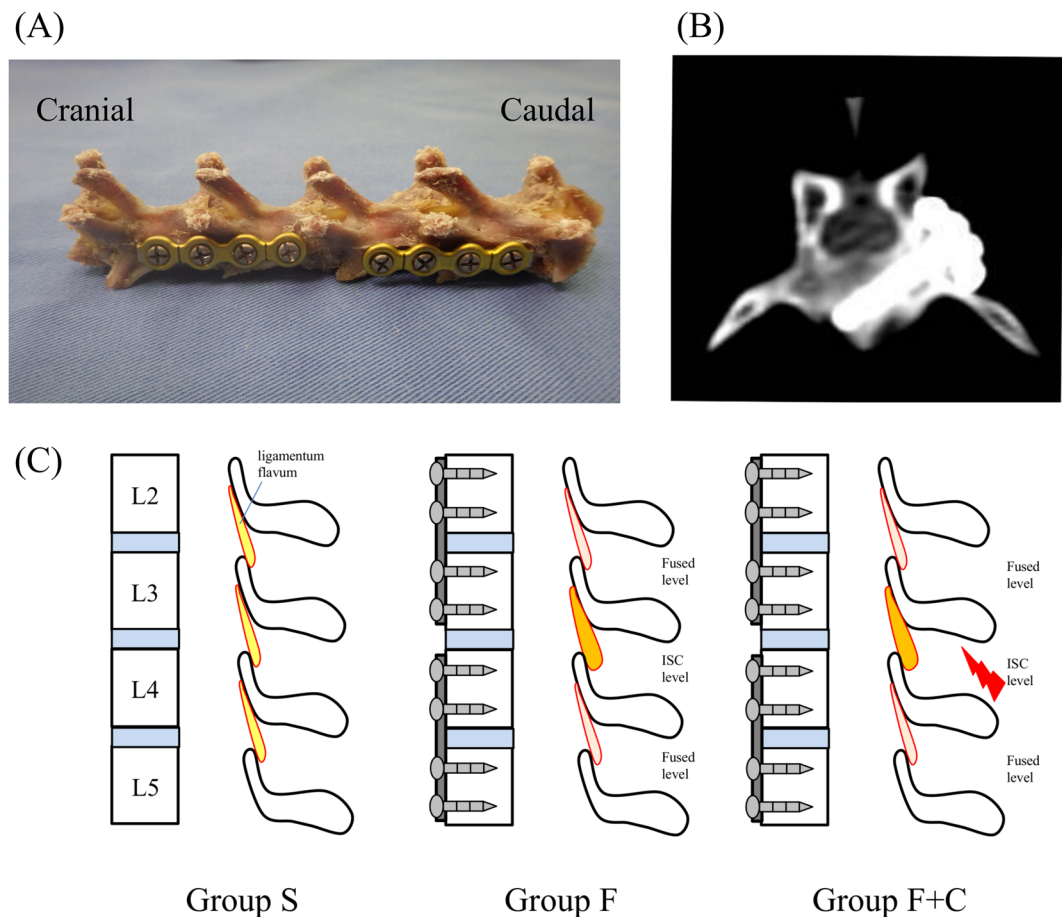 (A)
(B)
Cranial
Caudal
(C)
ligamentum
flavum
L2
L3
L4
L5
Fused
level
ISC
level
Fused
level
Fused
level
ISC
level
Fused
level
Group S
Group F
Group F+C